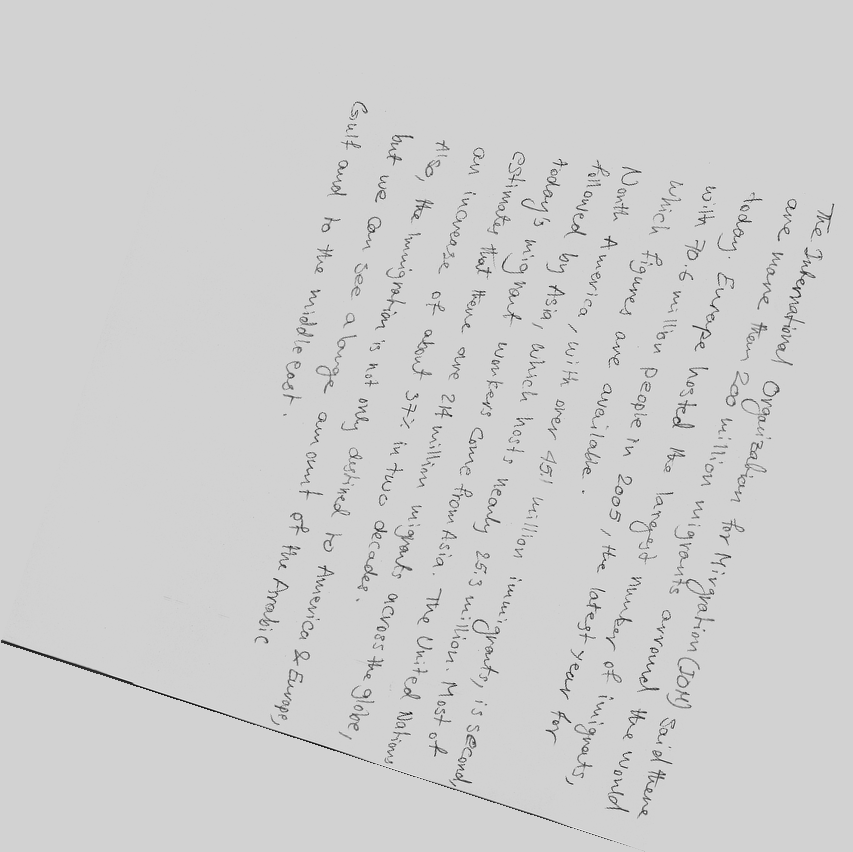 The International Organization for Mirgration (IOM) said there
are more than 200 million migrants arround the world
today. Europe hosted the largest number of imigrats,
with 70.6 million people in 2005, the latest year for
which figures are available.
North America, with over 45.1 million immigrants, is second,
followed by Asia, which hosts nearly 25.3 million. Most of
today's migrant workers come from Asia. The United Nations
estimates that there are 214 million migrants across the globe,
an increase of about 37% in two decades.
Also, the Immigration is not only destined to America & Europe,
but we can see a large amount of the Arrabic
Gulf and to the middle east.